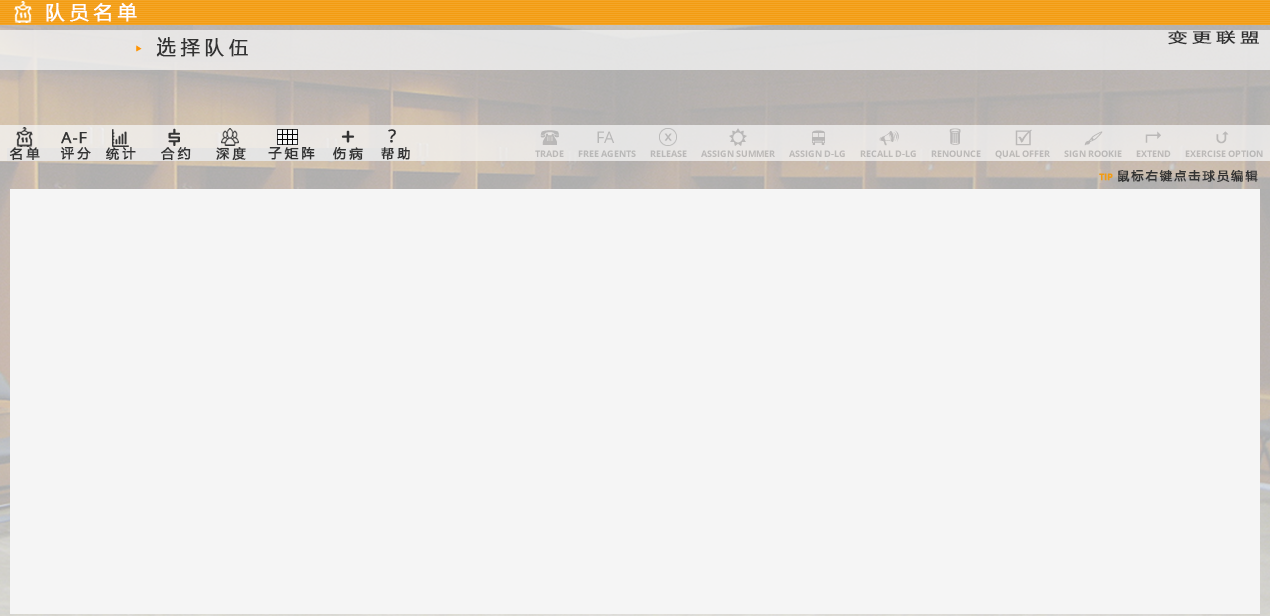 队员名单
选择队伍
变更联盟
A-F FA
名单 评分 统计 合约 深度 子矩阵 伤病 帮助 TRADE FREE AGENTS RELEASE ASSIGN SUMMER ASSIGN D-LG RECALL D-LG RENOUNCE QUAL OFFER SIGN ROOKIE EXTEND EXERCISE OPTION
TIP 鼠标右键点击球员编辑